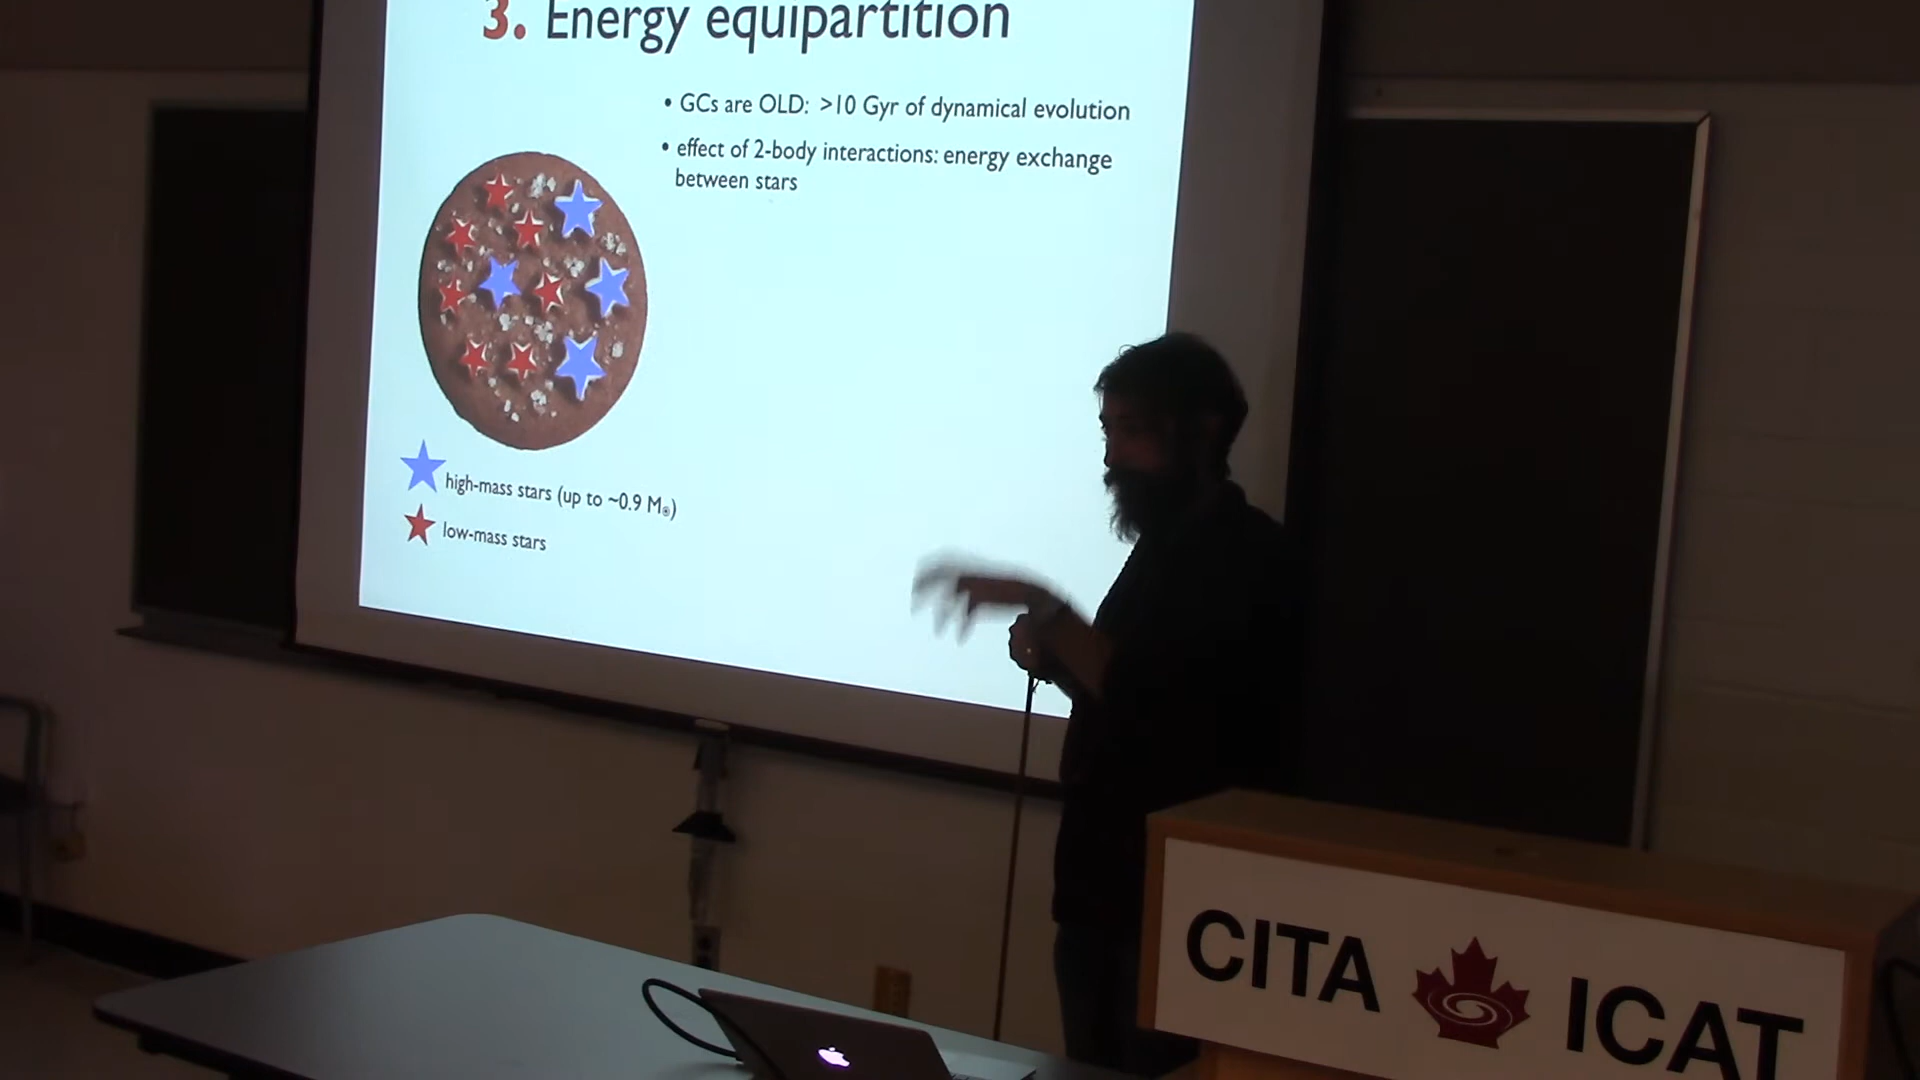 3. Energy equipartition
• GCs are OLD: >10 Gyr of dynamical evolution
• effect of 2-body interactions: energy exchange
between stars
high-mass stars (up to ~0.9 M⊙)
low-mass stars
CITA ICAT